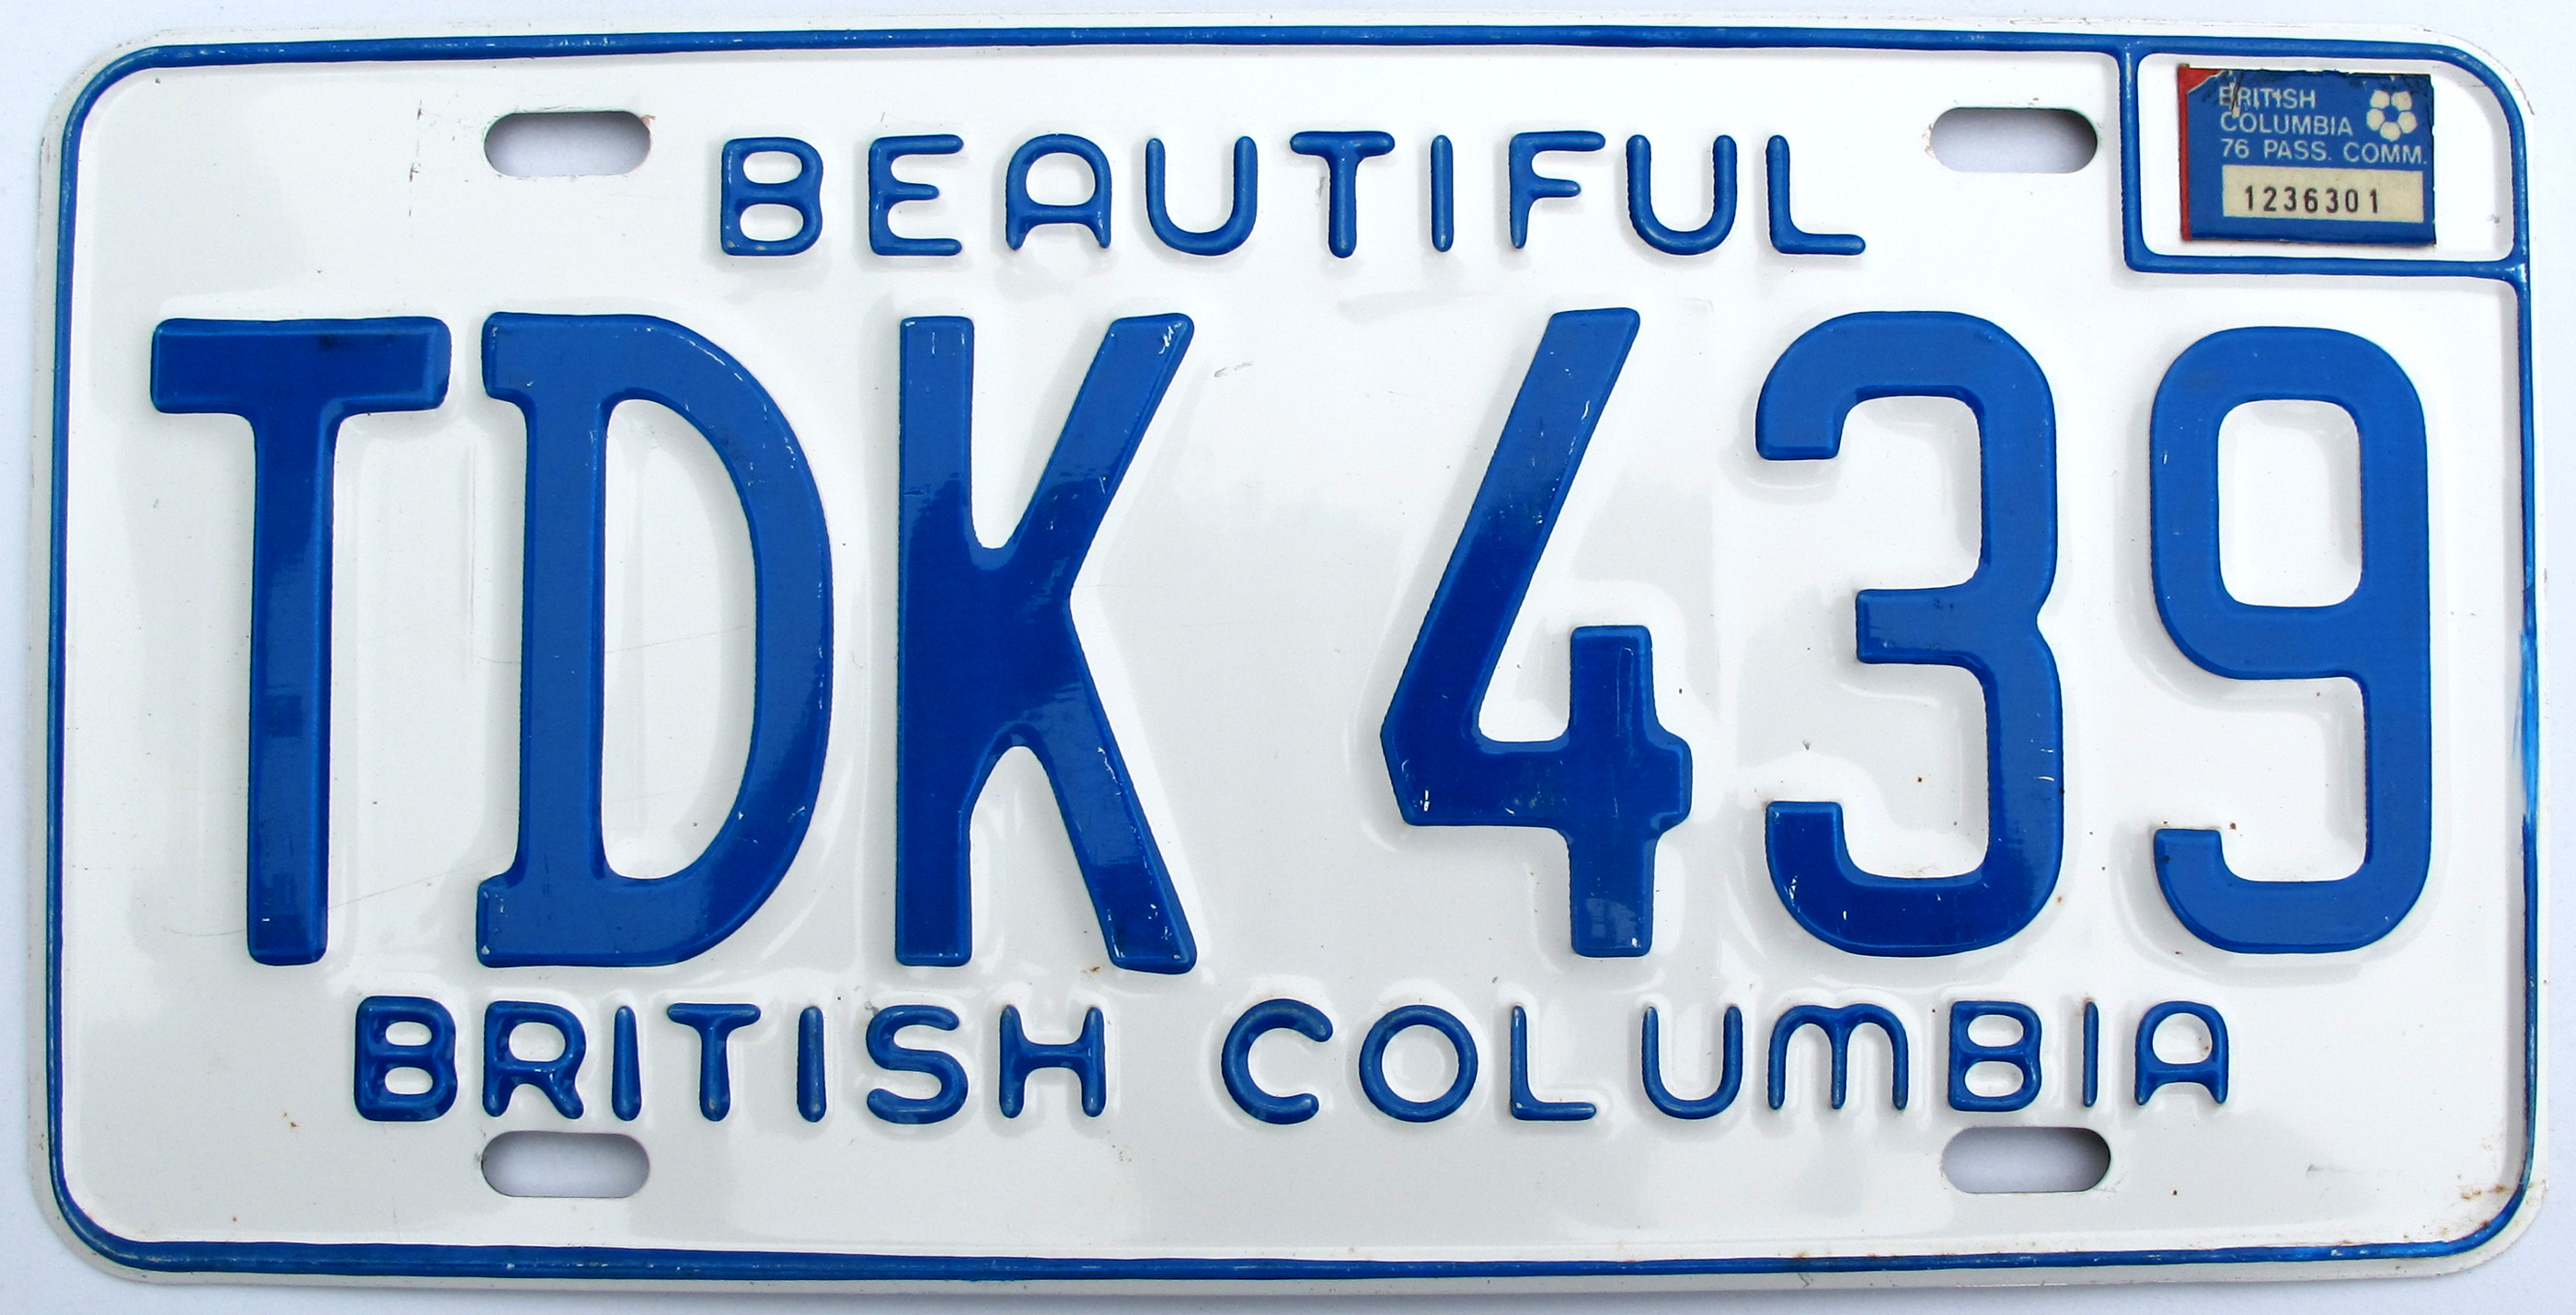 BEAUTIFUL
BRITISH
COLUMBIA
76 PASS. COMM.
1236301
TDK 439
BRITISH COLUMBIA